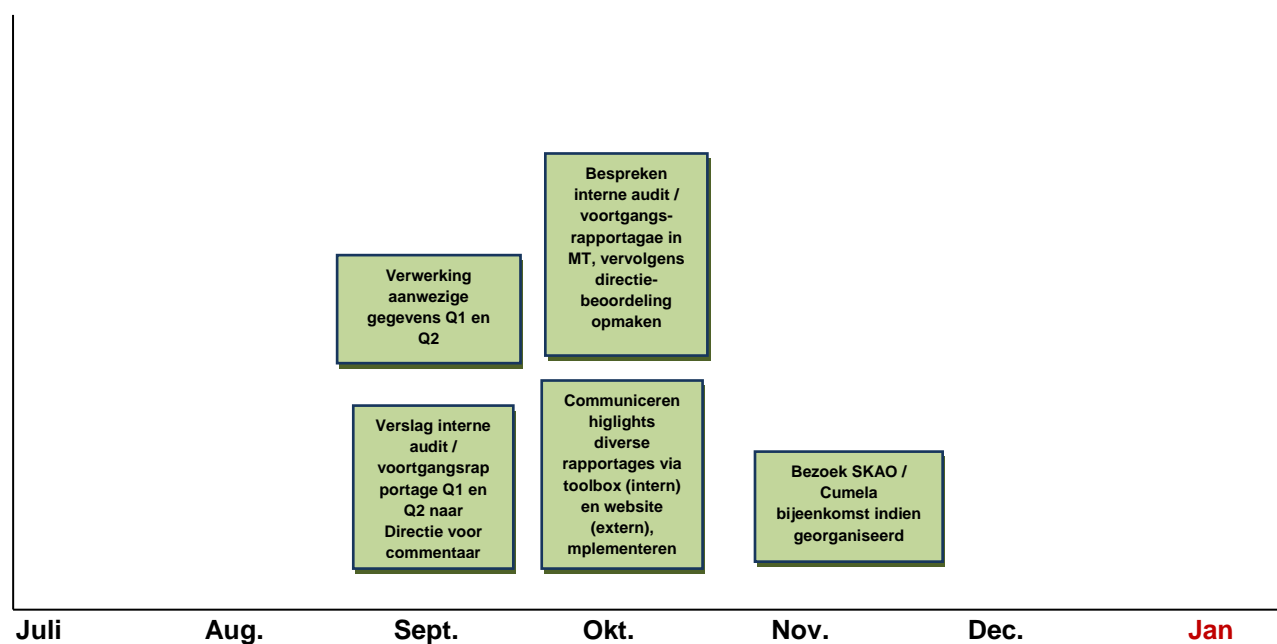 Verwerking
aanwezige
gegevens Q1 en
Q2
Verslag interne
audit /
voortgangsrap
portage Q1 en
Q2 naar
Directie voor
commentaar
Bespreken
interne audit /
voortgangs-
rapportagae in
MT, vervolgens
directie-
beoordeling
opmaken
Communiceren
higlights
diverse
rapportages via
toolbox (intern)
en website
(extern),
mplementeren
Bezoek SKAO /
Cumela
bijeenkomst indien
georganiseerd
Juli Aug. Sept. Okt. Nov. Dec. Jan